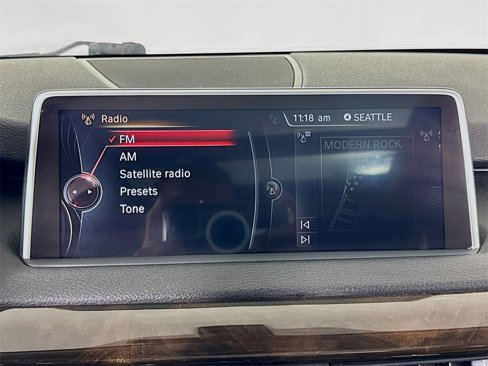 Radio
11:18 am SEATTLE
FM
AM
Satellite radio
Presets
Tone
MODERN ROCK